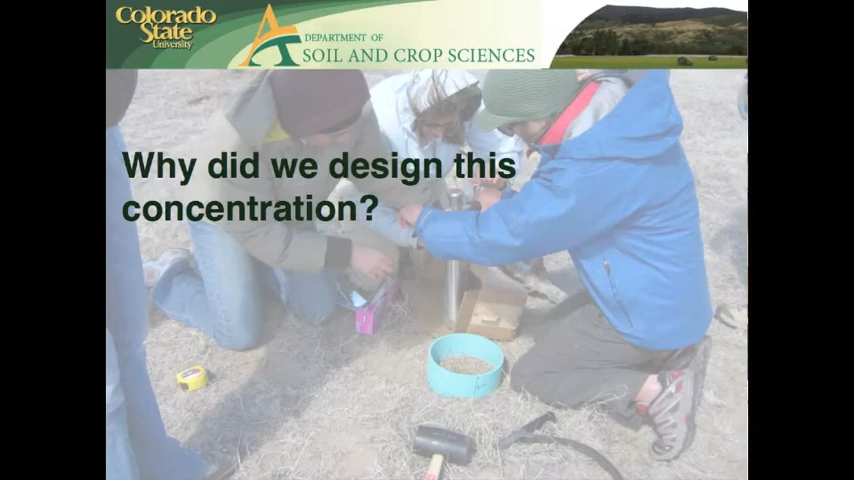 Colorado
State
University
DEPARTMENT OF
SOIL AND CROP SCIENCES
Why did we design this
concentration?